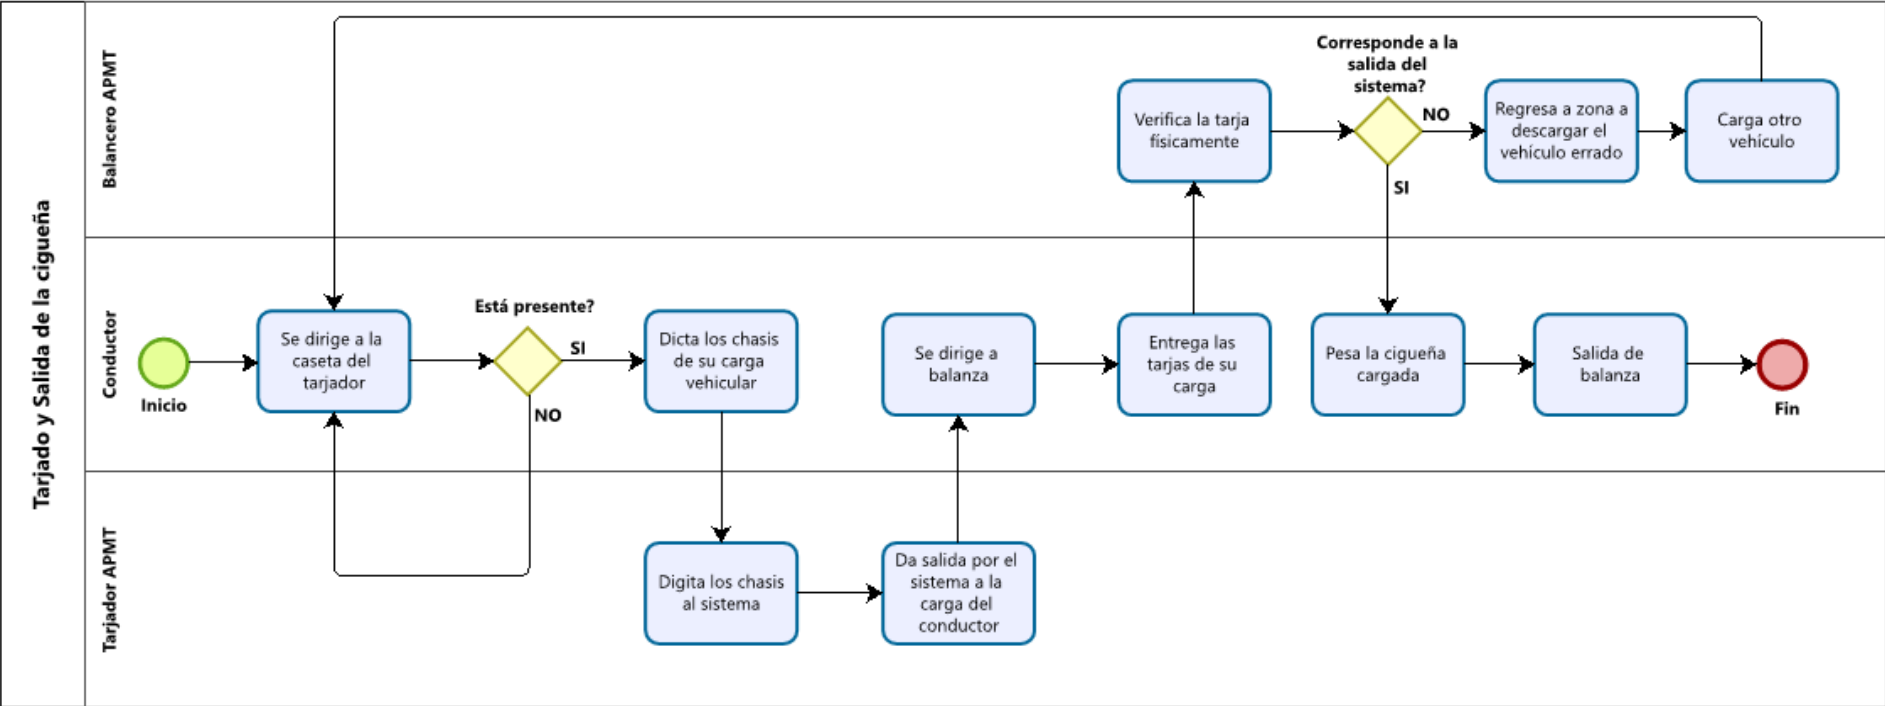 Tarjado y Salida de la cigueña
Balancero APMT
Verifica la tarja
físicamente
Corresponde a la
salida del
sistema?
NO
SI
Regresa a zona a
descargar el
vehículo errado
Carga otro
vehículo
Conductor
Inicio
Se dirige a la
caseta del
tarjador
Está presente?
SI
NO
Dicta los chasis
de su carga
vehicular
Se dirige a
balanza
Entrega las
tarjas de su
carga
Pesa la cigueña
cargada
Salida de
balanza
Fin
Tarjador APMT
Digita los chasis
al sistema
Da salida por el
sistema a la
carga del
conductor